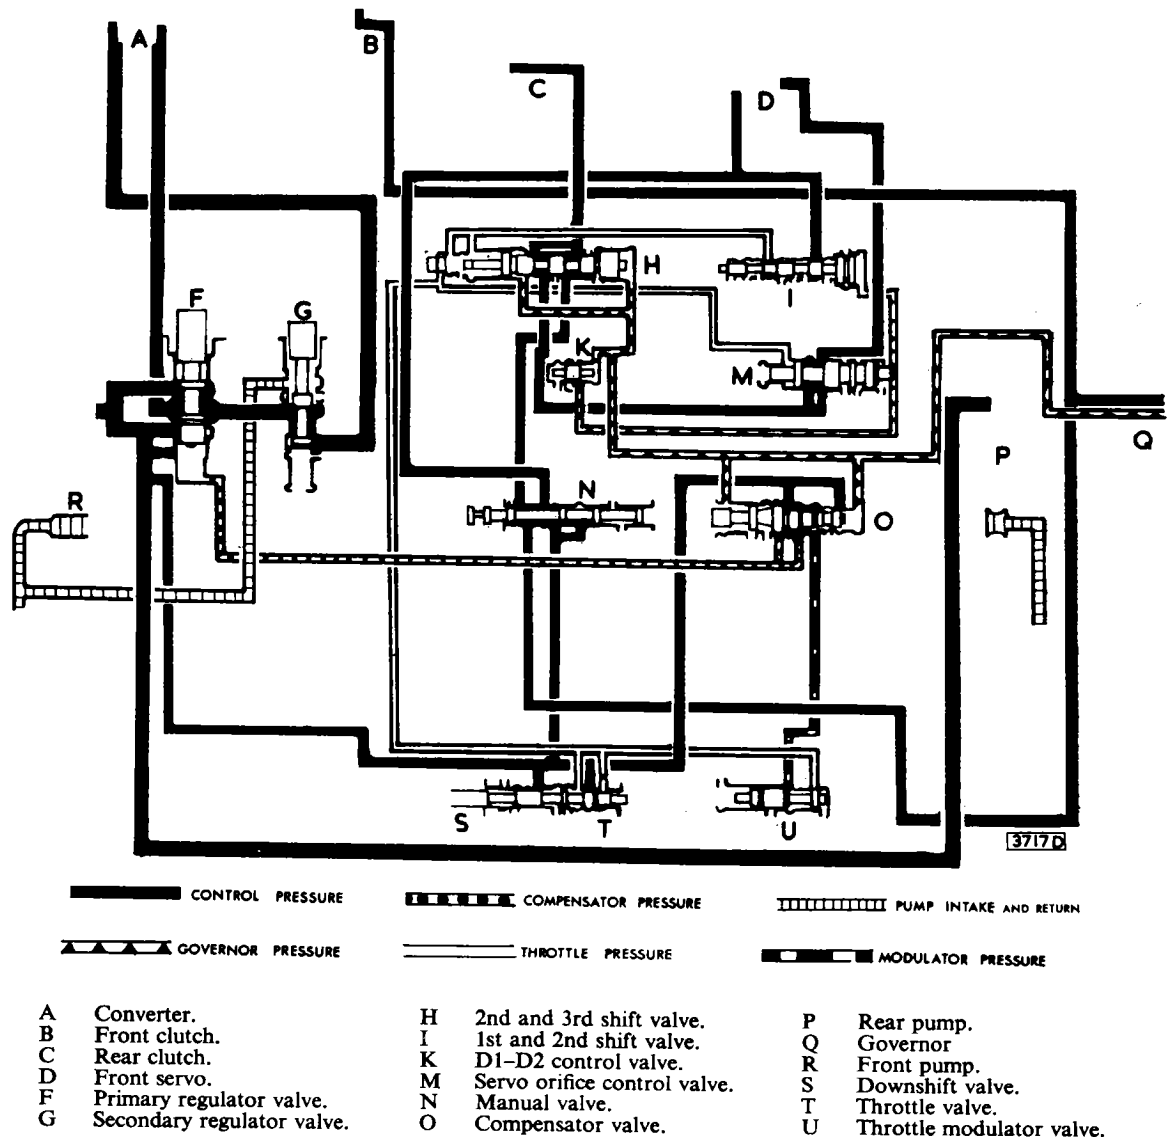 A
B
C
D
F
G
H
I
K
M
Q
P
R
N
O
S
T
U
3717D
CONTROL PRESSURE
COMPENSATOR PRESSURE
PUMP INTAKE AND RETURN
GOVERNOR PRESSURE
THROTTLE PRESSURE
MODULATOR PRESSURE
A Converter.
B Front clutch.
C Rear clutch.
D Front servo.
F Primary regulator valve.
G Secondary regulator valve.
H 2nd and 3rd shift valve.
I 1st and 2nd shift valve.
K D1–D2 control valve.
M Servo orifice control valve.
N Manual valve.
O Compensator valve.
P Rear pump.
Q Governor
R Front pump.
S Downshift valve.
T Throttle valve.
U Throttle modulator valve.